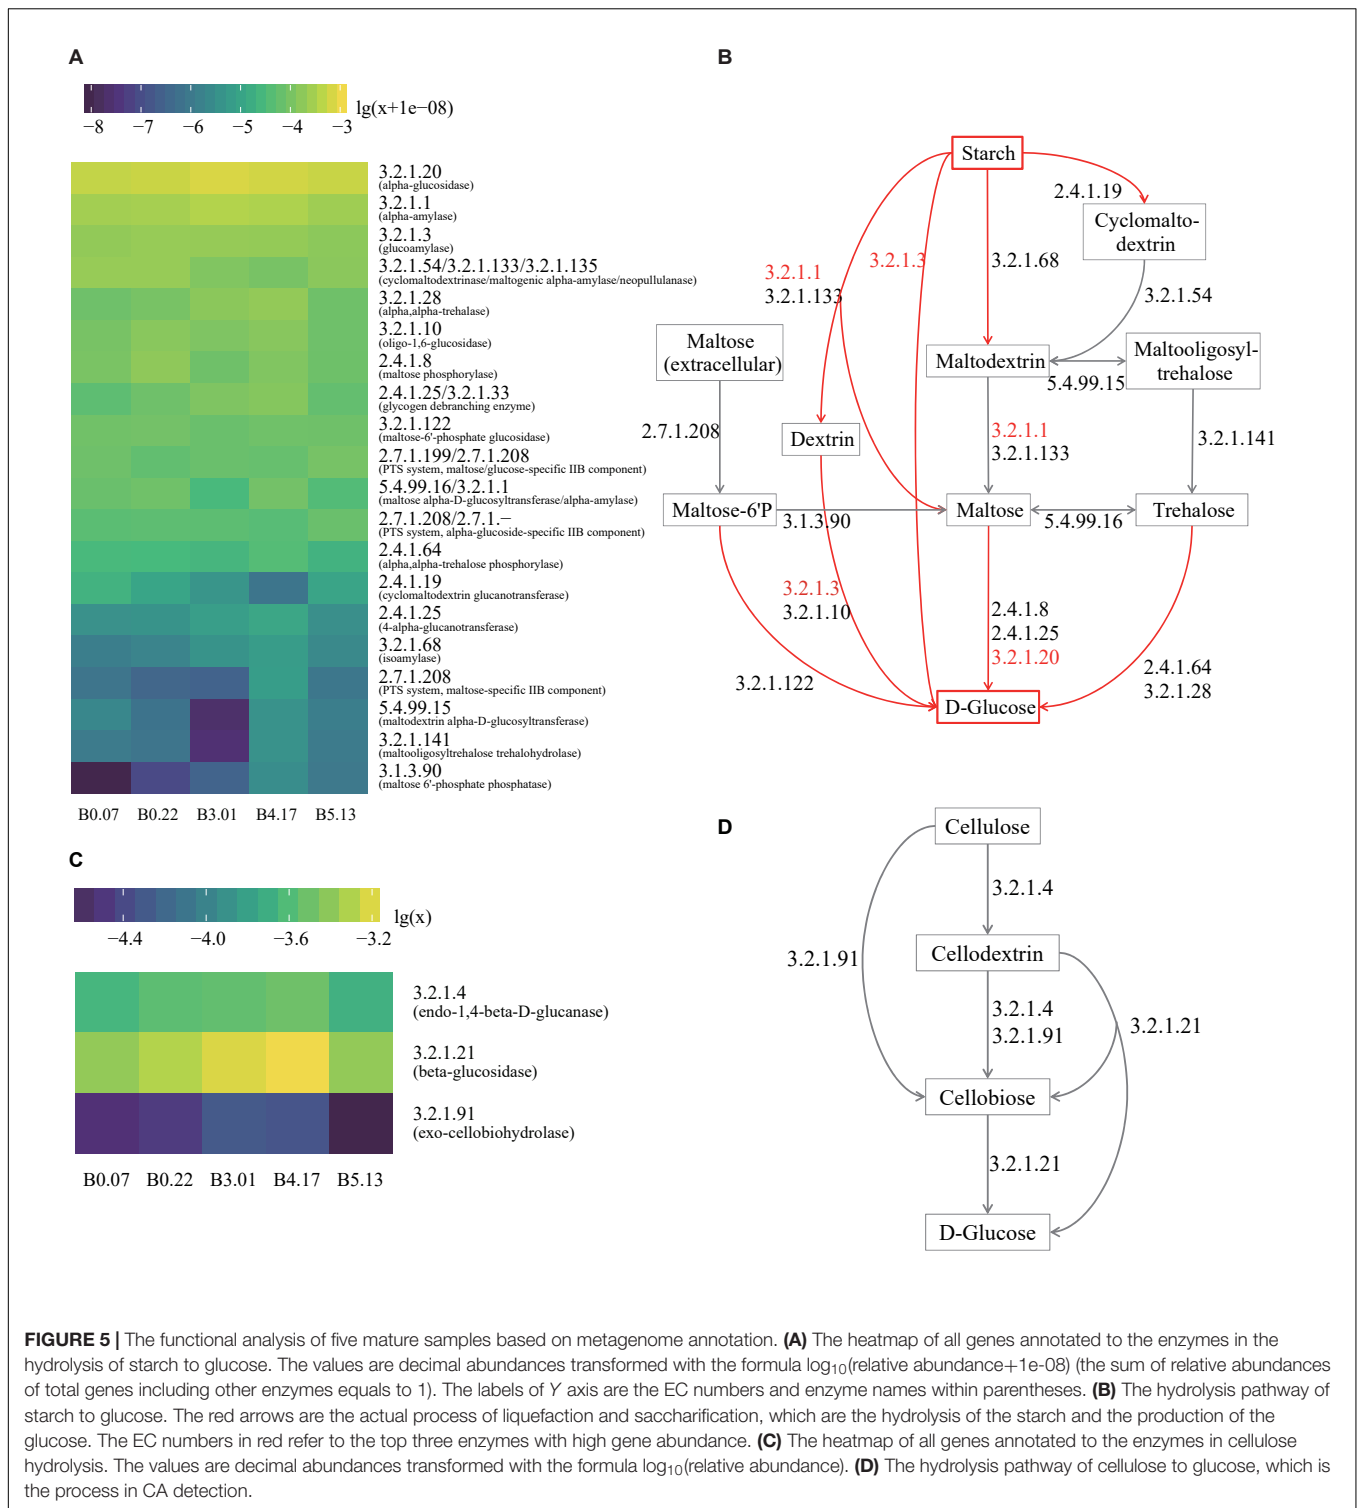 A
lg(x+1e−08)
−8 −7 −6 −5 −4 −3
3.2.1.20
(alpha-glucosidase)
3.2.1.1
(alpha-amylase)
3.2.1.3
(glucoamylase)
3.2.1.54/3.2.1.133/3.2.1.135
(cyclomaltodextrinase/maltogenic alpha-amylase/neopullulanase)
3.2.1.28
(alpha,alpha-trehalase)
3.2.1.10
(oligo-1,6-glucosidase)
2.4.1.8
(maltose phosphorylase)
2.4.1.25/3.2.1.33
(glycogen debranching enzyme)
3.2.1.122
(maltose-6'-phosphate glucosidase)
2.7.1.199/2.7.1.208
(PTS system, maltose/glucose-specific IIB component)
5.4.99.16/3.2.1.1
(maltose alpha-D-glucosyltransferase/alpha-amylase)
2.7.1.208/2.7.1.−
(PTS system, alpha-glucoside-specific IIB component)
2.4.1.64
(alpha,alpha-trehalose phosphorylase)
2.4.1.19
(cyclomaltodextrin glucanotransferase)
2.4.1.25
(4-alpha-glucanotransferase)
3.2.1.68
(isoamylase)
2.7.1.208
(PTS system, maltose-specific IIB component)
5.4.99.15
(maltodextrin alpha-D-glucosyltransferase)
3.2.1.141
(maltooligosyltrehalose trehalohydrolase)
3.1.3.90
(maltose 6'-phosphate phosphatase)
B0.07 B0.22 B3.01 B4.17 B5.13
B
Starch
2.4.1.19
Cyclomalto-
dextrin
3.2.1.3
3.2.1.68
3.2.1.1
3.2.1.133
3.2.1.54
Maltose
(extracellular)
Maltodextrin
Maltooligosyl-
trehalose
5.4.99.15
2.7.1.208
Dextrin
3.2.1.1
3.2.1.133
3.2.1.141
Maltose-6'P
3.1.3.90
Maltose
5.4.99.16
Trehalose
3.2.1.3
3.2.1.10
2.4.1.8
2.4.1.25
3.2.1.20
3.2.1.122
2.4.1.64
3.2.1.28
D-Glucose
C
lg(x)
−4.4 −4.0 −3.6 −3.2
3.2.1.4
(endo-1,4-beta-D-glucanase)
3.2.1.21
(beta-glucosidase)
3.2.1.91
(exo-cellobiohydrolase)
B0.07 B0.22 B3.01 B4.17 B5.13
D
Cellulose
3.2.1.4
3.2.1.91
Cellodextrin
3.2.1.4
3.2.1.91
3.2.1.21
Cellobiose
3.2.1.21
D-Glucose
FIGURE 5 | The functional analysis of five mature samples based on metagenome annotation. (A) The heatmap of all genes annotated to the enzymes in the
hydrolysis of starch to glucose. The values are decimal abundances transformed with the formula log10(relative abundance+1e-08) (the sum of relative abundances
of total genes including other enzymes equals to 1). The labels of Y axis are the EC numbers and enzyme names within parentheses. (B) The hydrolysis pathway of
starch to glucose. The red arrows are the actual process of liquefaction and saccharification, which are the hydrolysis of the starch and the production of the
glucose. The EC numbers in red refer to the top three enzymes with high gene abundance. (C) The heatmap of all genes annotated to the enzymes in cellulose
hydrolysis. The values are decimal abundances transformed with the formula log10(relative abundance). (D) The hydrolysis pathway of cellulose to glucose, which is
the process in CA detection.